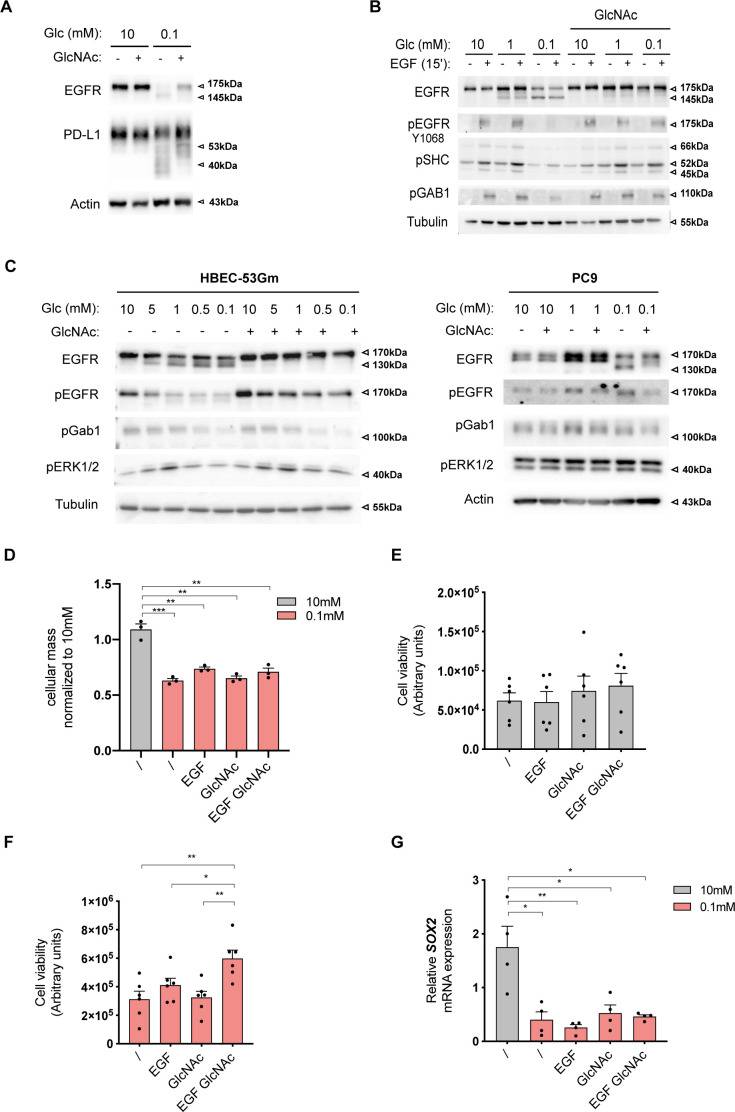 A
Glc (mM): 10 0.1
GlcNAc: - + - +
EGFR
175kDa
145kDa
PD-L1
53kDa
40kDa
Actin
43kDa
B
GlcNAc
Glc (mM): 10 1 0.1 10 1 0.1
EGF (15'): - + - + - + - + - + - +
EGFR
175kDa
145kDa
pEGFR
Y1068
175kDa
66kDa
pSHC
52kDa
45kDa
pGAB1
110kDa
Tubulin
55kDa
C
HBEC-53Gm
Glc (mM): 10 5 1 0.5 0.1 10 5 1 0.5 0.1
GlcNAc: - - - - - + + + + +
EGFR
170kDa
130kDa
pEGFR
170kDa
pGab1
100kDa
pERK1/2
40kDa
Tubulin
55kDa
PC9
Glc (mM): 10 10 1 1 0.1 0.1
GlcNAc: - + - + - +
EGFR
170kDa
130kDa
pEGFR
170kDa
pGab1
100kDa
pERK1/2
40kDa
Actin
43kDa
D
cellular mass
normalized to 10mM
1.5
1.0
0.5
0.0
**
**
**
***
10mM
0.1mM
/
/
EGF
GlcNAc
EGF GlcNAc
E
Cell viability
(Arbitrary units)
2.0×10⁵
1.5×10⁵
1.0×10⁵
5.0×10⁴
0
/
EGF
GlcNAc
EGF GlcNAc
F
Cell viability
(Arbitrary units)
1×10⁶
8×10⁵
6×10⁵
4×10⁵
2×10⁵
0
**
*
**
/
EGF
GlcNAc
EGF GlcNAc
G
Relative SOX2
mRNA expression
3
2
1
0
*
*
**
*
10mM
0.1mM
/
/
EGF
GlcNAc
EGF GlcNAc